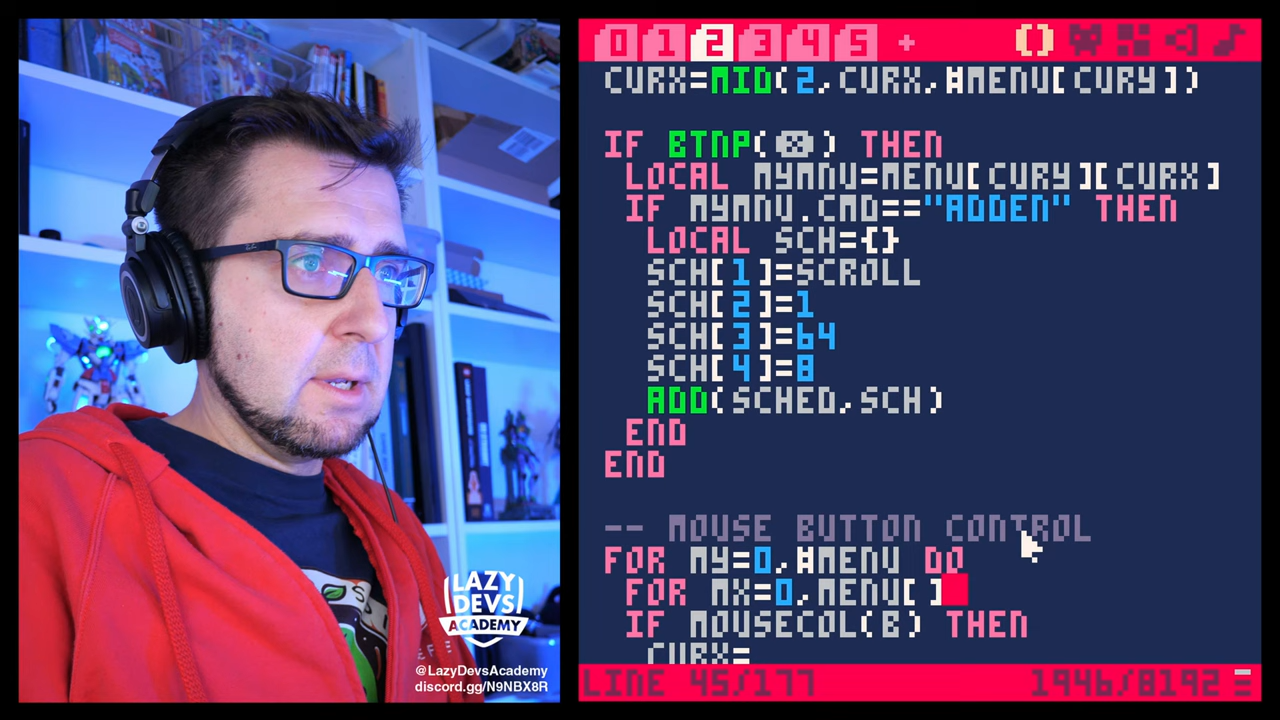 0 1 2 3 4 5 +
CURX=MID(2,CURX,#MENU[CURY])
IF BTNP(❎) THEN
LOCAL MYMNU=MENU[CURY][CURX]
IF MYMNU.CMD=="ADDEN" THEN
LOCAL SCH={}
SCH[1]=SCROLL
SCH[2]=1
SCH[3]=64
SCH[4]=8
ADD(SCHED,SCH)
END
END
-- MOUSE BUTTON CONTROL
FOR MY=0,#MENU DO
FOR MX=0,MENU[]
IF MOUSECOL(B) THEN
CURX=
LINE 45/177 1946/8192
LAZY
DEVS
ACADEMY
@LazyDevsAcademy
discord.gg/N9NBX8R